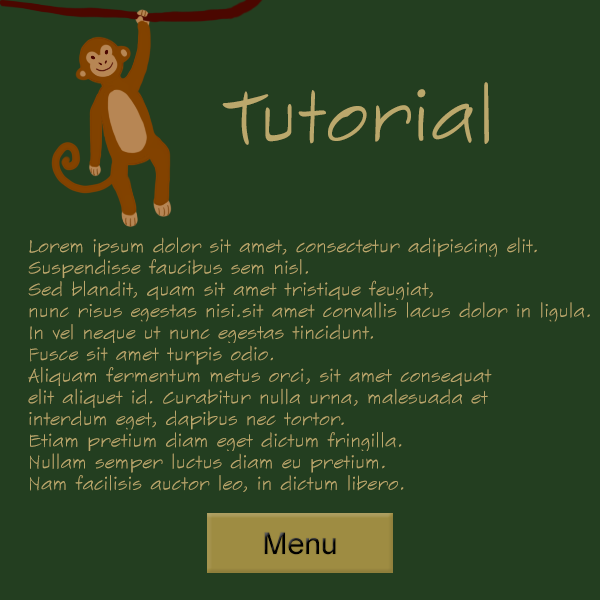 Tutorial
Lorem ipsum dolor sit amet, consectetur adipiscing elit.
Suspendisse faucibus sem nisl.
Sed blandit, quam sit amet tristique feugiat,
nunc risus egestas nisi.sit amet convallis lacus dolor in ligula.
In vel neque ut nunc egestas tincidunt.
Fusce sit amet turpis odio.
Aliquam fermentum metus orci, sit amet consequat
elit aliquet id. Curabitur nulla urna, malesuada et
interdum eget, dapibus nec tortor.
Etiam pretium diam eget dictum fringilla.
Nullam semper luctus diam eu pretium.
Nam facilisis auctor leo, in dictum libero.
Menu